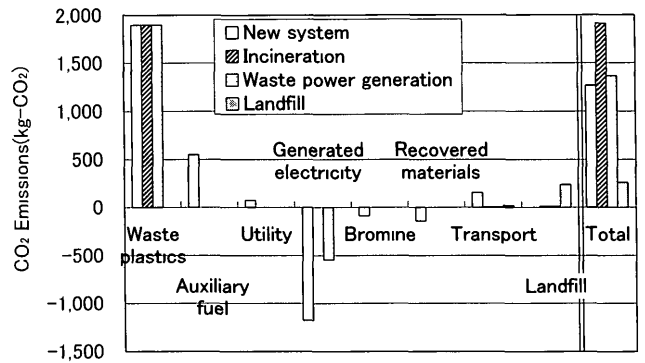 CO2 Emissions(kg-CO2)
2,000
1,500
1,000
500
0
-500
-1,000
-1,500
New system
Incineration
Waste power generation
Landfill
Generated
electricity
Recovered
materials
Waste
plastics
Auxiliary
fuel
Utility
Bromine
Transport
Landfill
Total